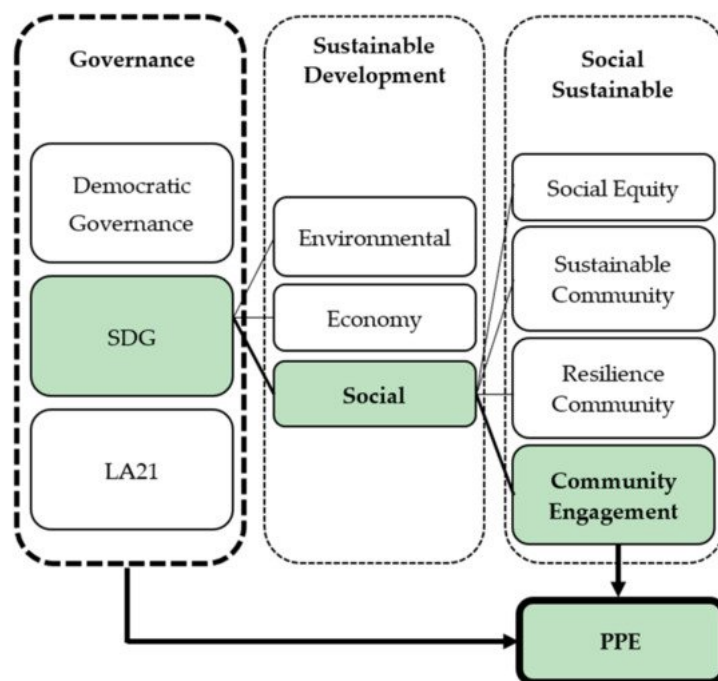 Governance
Democratic
Governance
SDG
LA21
Sustainable
Development
Environmental
Economy
Social
Social
Sustainable
Social Equity
Sustainable
Community
Resilience
Community
Community
Engagement
PPE